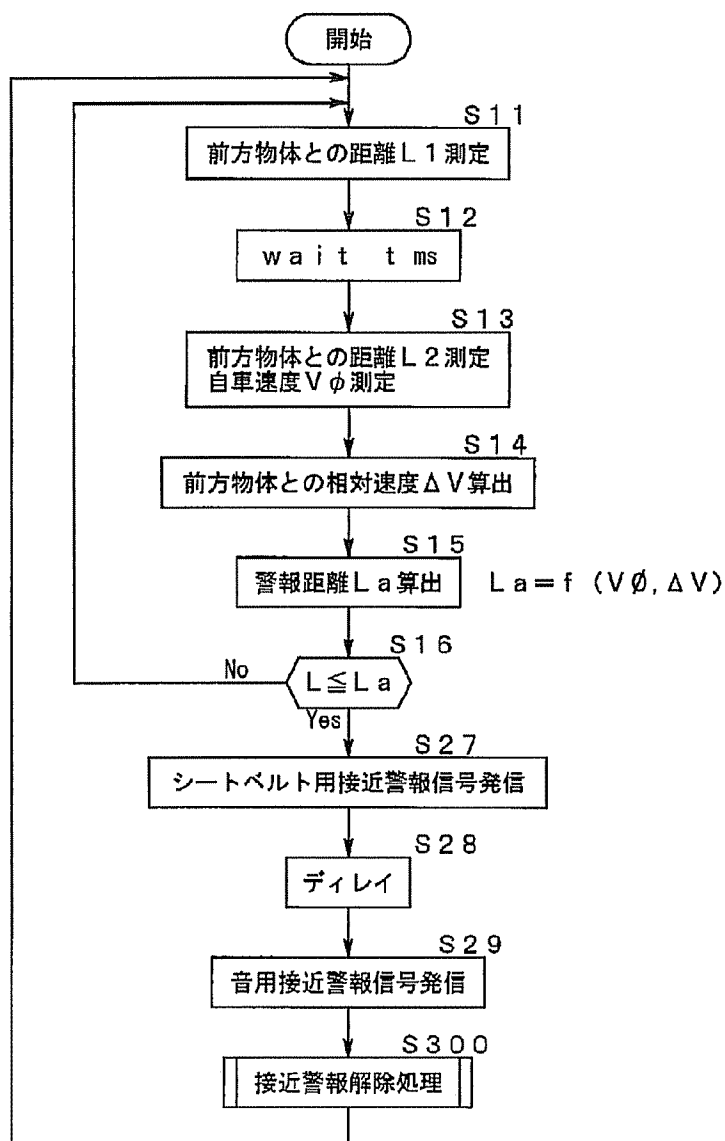 開始
S11
前方物体との距離L1測定
S12
wait t ms
S13
前方物体との距離L2測定
自車速度Vφ測定
S14
前方物体との相対速度ΔV算出
S15
警報距離La算出 La=f (VØ,ΔV)
S16
No
L≦La
Yes
S27
シートベルト用接近警報信号発信
S28
ディレイ
S29
音用接近警報信号発信
S300
接近警報解除処理